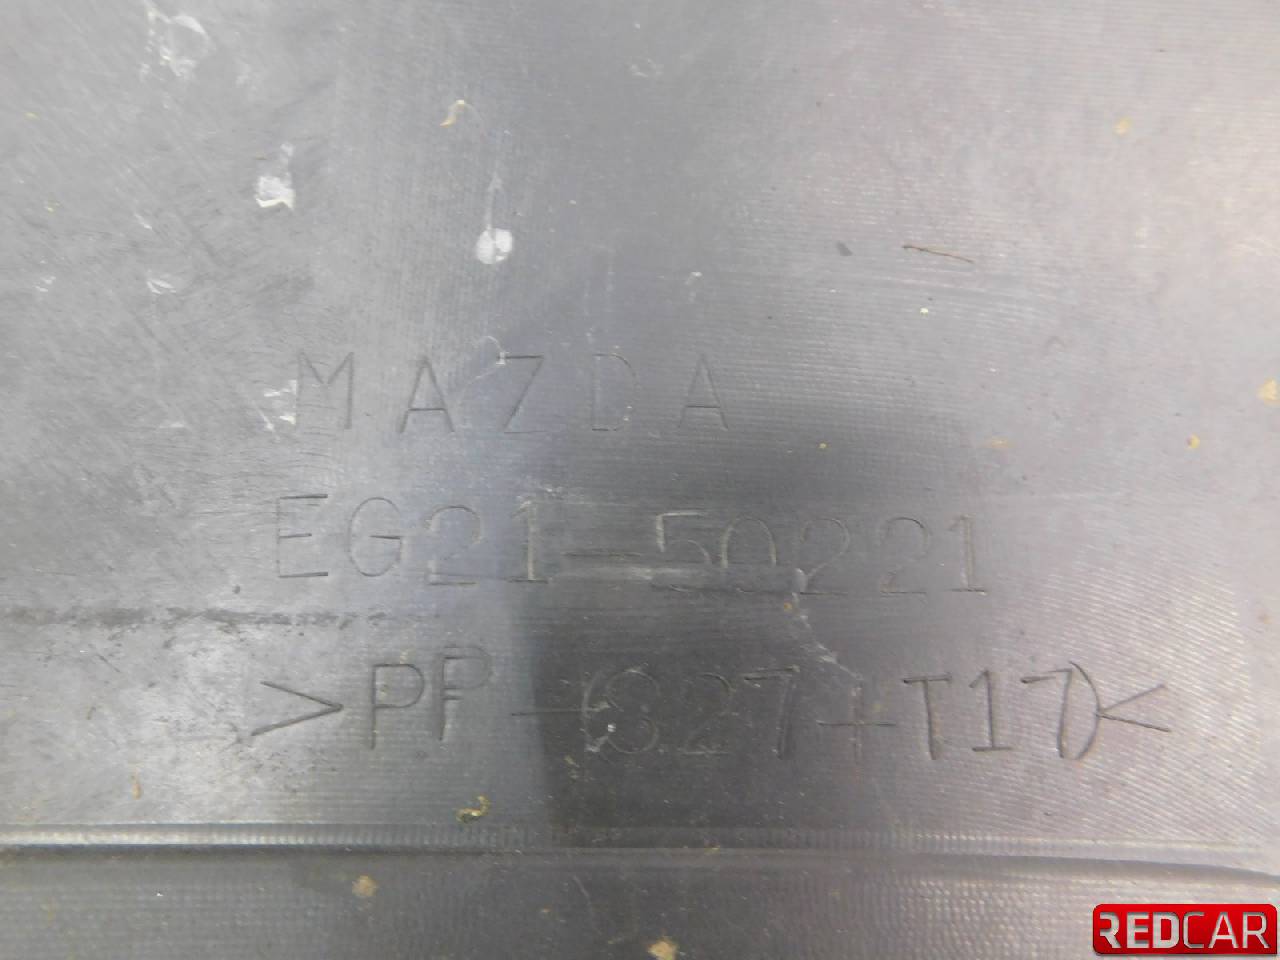 MAZDA
EG21-50221
>PP-(S27+T17)<
REDCAR